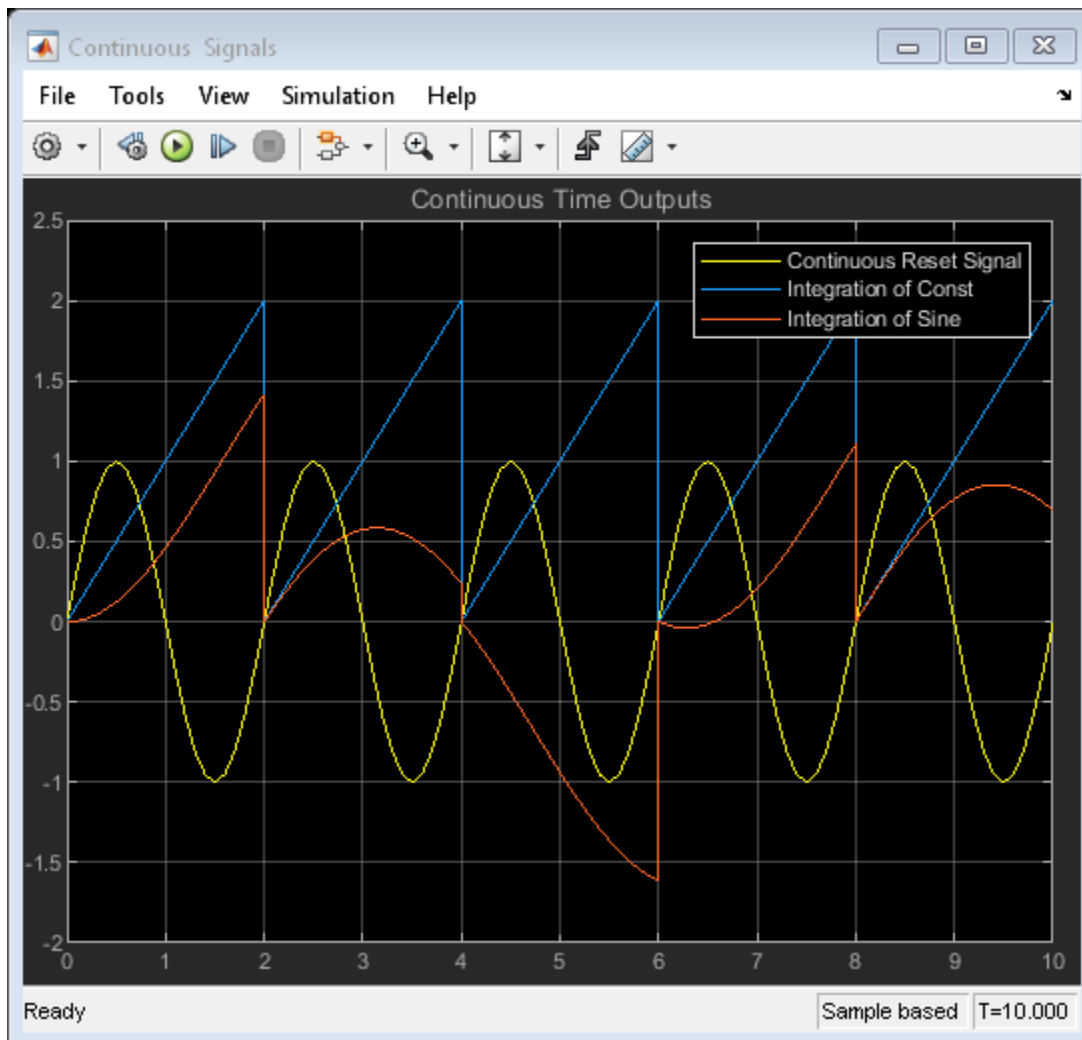 Continuous Signals
File Tools View Simulation Help
Continuous Time Outputs
2.5
2
1.5
1
0.5
0
-0.5
-1
-1.5
-2
Continuous Reset Signal
Integration of Const
Integration of Sine
0 1 2 3 4 5 6 7 8 9 10
Ready Sample based T=10.000